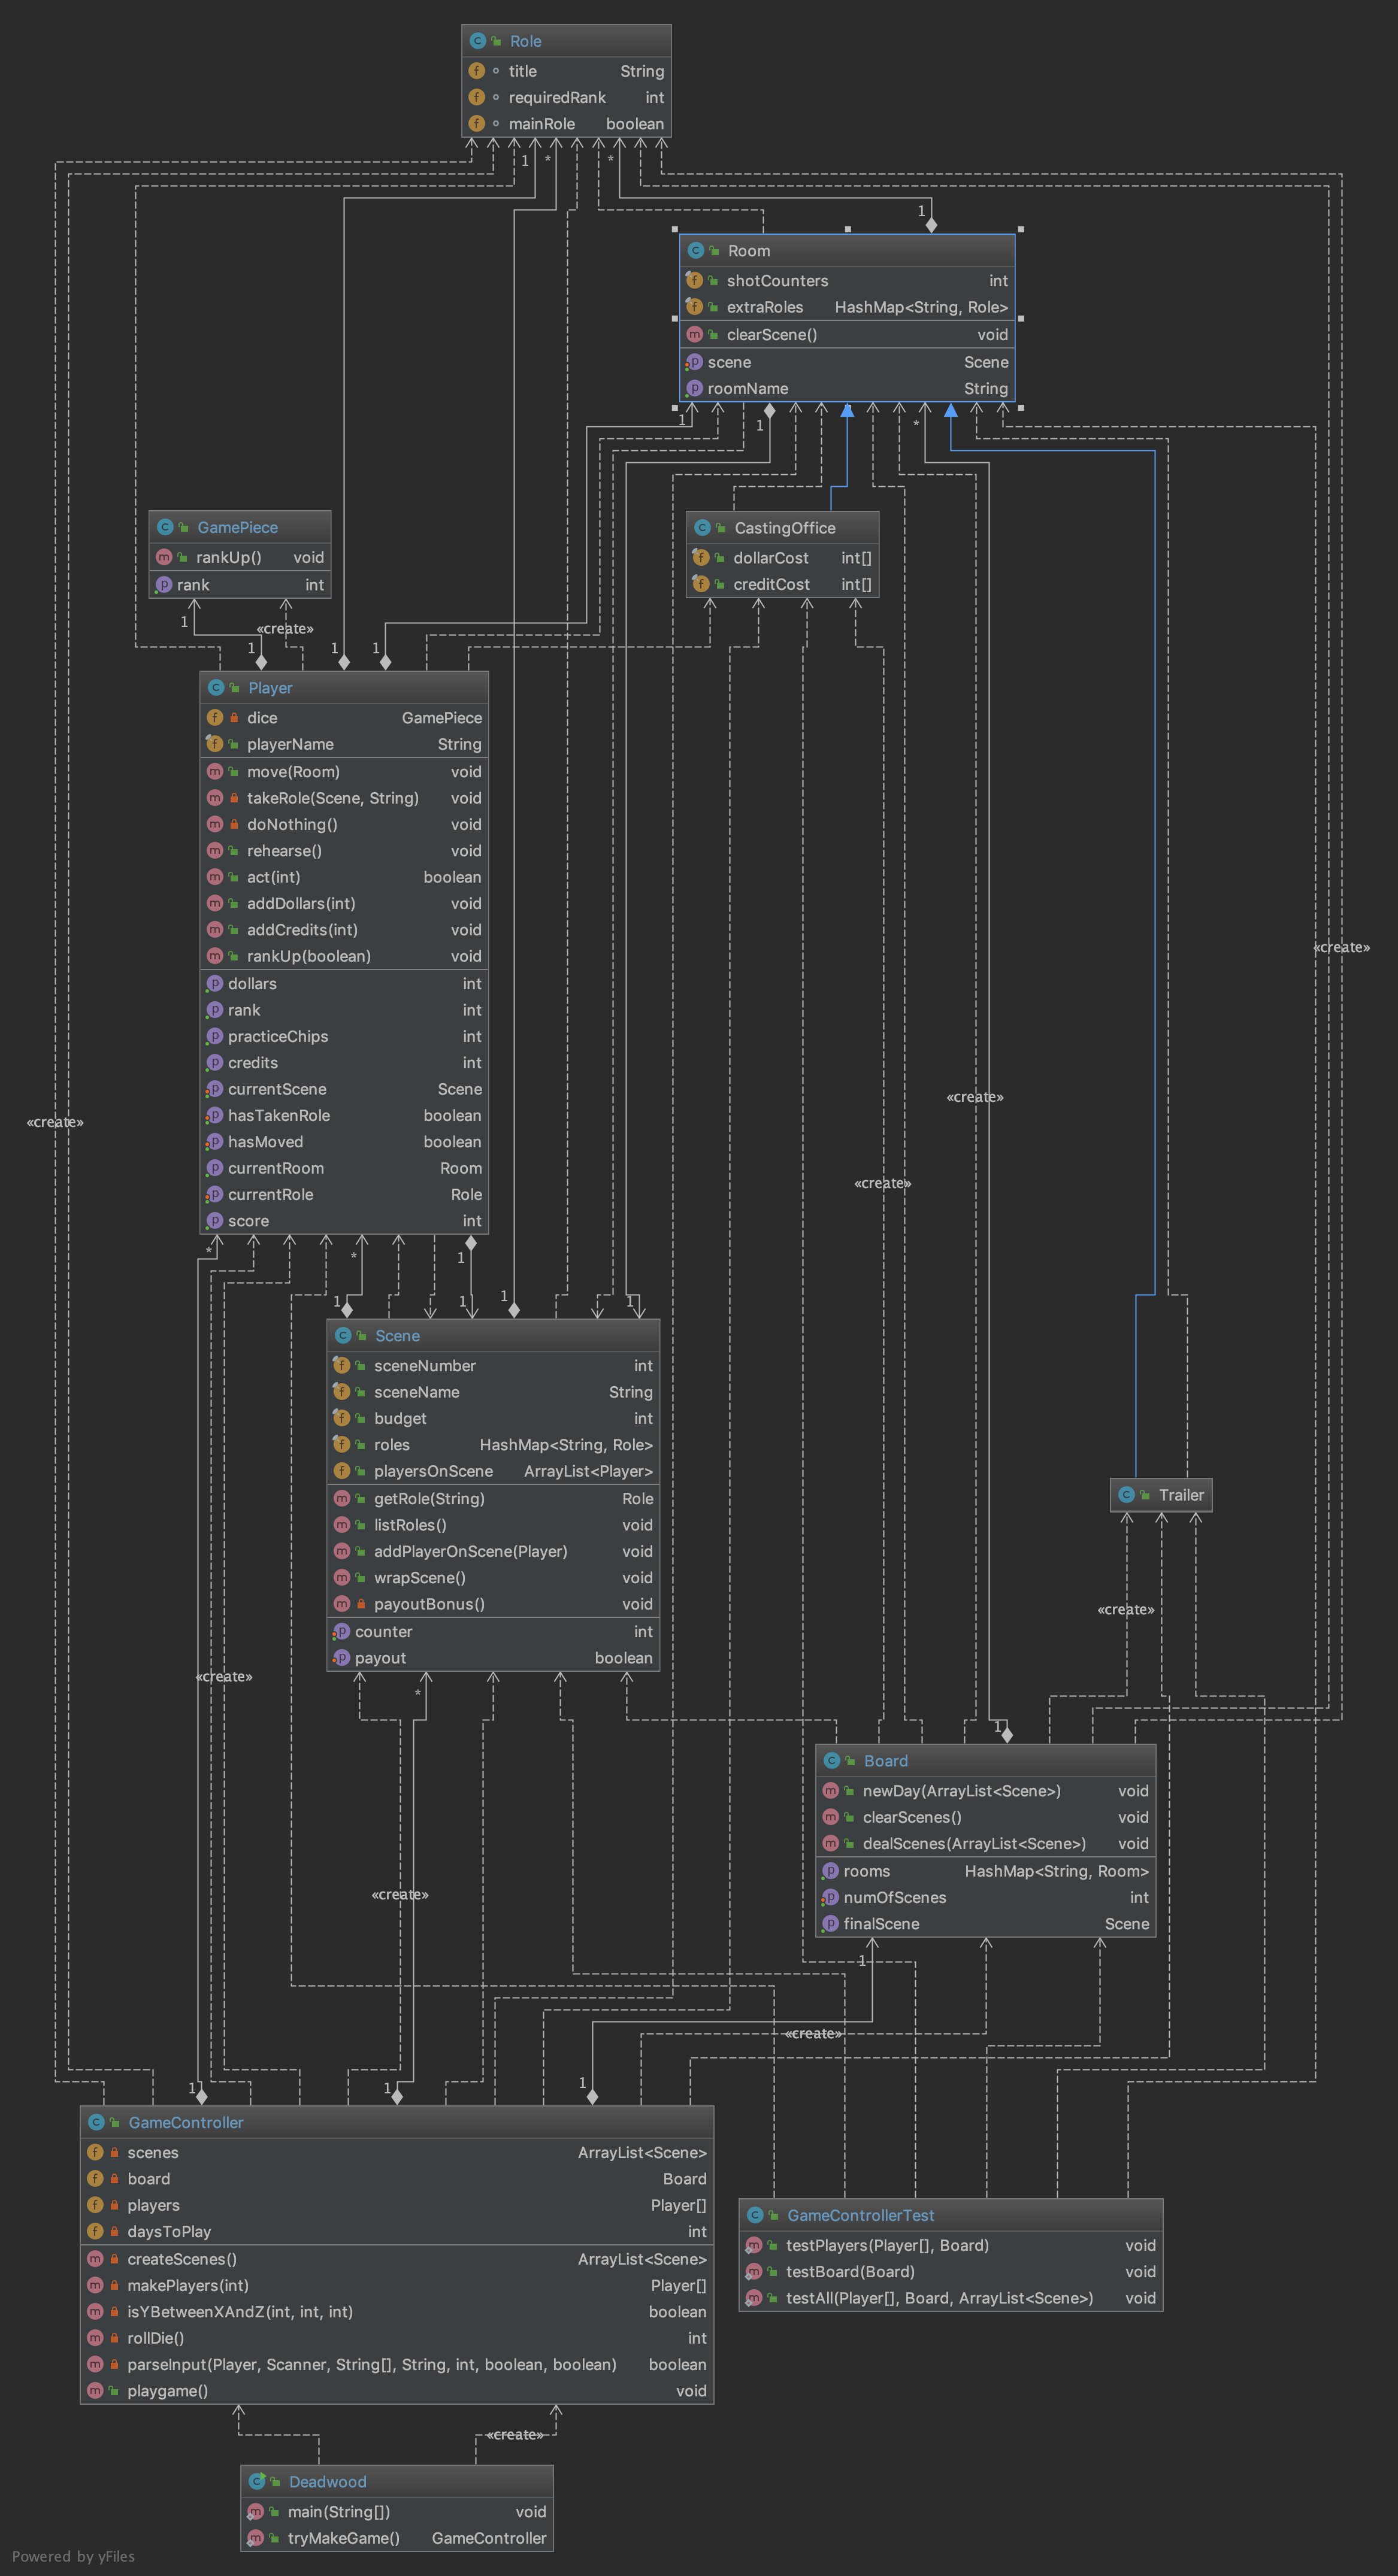 Role
title String
requiredRank int
mainRole boolean
1 * *
1
Room
shotCounters int
extraRoles HashMap<String, Role>
clearScene() void
scene Scene
roomName String
1 1 *
GamePiece
rankUp() void
rank int
CastingOffice
dollarCost int[]
creditCost int[]
1 «create»
1 1 1
Player
dice GamePiece
playerName String
move(Room) void
takeRole(Scene, String) void
doNothing() void
rehearse() void
act(int) boolean
addDollars(int) void
addCredits(int) void
rankUp(boolean) void
dollars int
rank int
practiceChips int
credits int
currentScene Scene
hasTakenRole boolean
hasMoved boolean
currentRoom Room
currentRole Role
score int
«create»
«create»
«create»
«create»
* * 1
1 1 1 1
Scene
sceneNumber int
sceneName String
budget int
roles HashMap<String, Role>
playersOnScene ArrayList<Player>
getRole(String) Role
listRoles() void
addPlayerOnScene(Player) void
wrapScene() void
payoutBonus() void
counter int
payout boolean
Trailer
«create»
«create»
*
1
Board
newDay(ArrayList<Scene>) void
clearScenes() void
dealScenes(ArrayList<Scene>) void
rooms HashMap<String, Room>
numOfScenes int
finalScene Scene
«create»
1
«create»
1 1 1
GameController
scenes ArrayList<Scene>
board Board
players Player[]
daysToPlay int
createScenes() ArrayList<Scene>
makePlayers(int) Player[]
isYBetweenXAndZ(int, int, int) boolean
rollDie() int
parseInput(Player, Scanner, String[], String, int, boolean, boolean) boolean
playgame() void
GameControllerTest
testPlayers(Player[], Board) void
testBoard(Board) void
testAll(Player[], Board, ArrayList<Scene>) void
«create»
Deadwood
main(String[]) void
tryMakeGame() GameController
Powered by yFiles